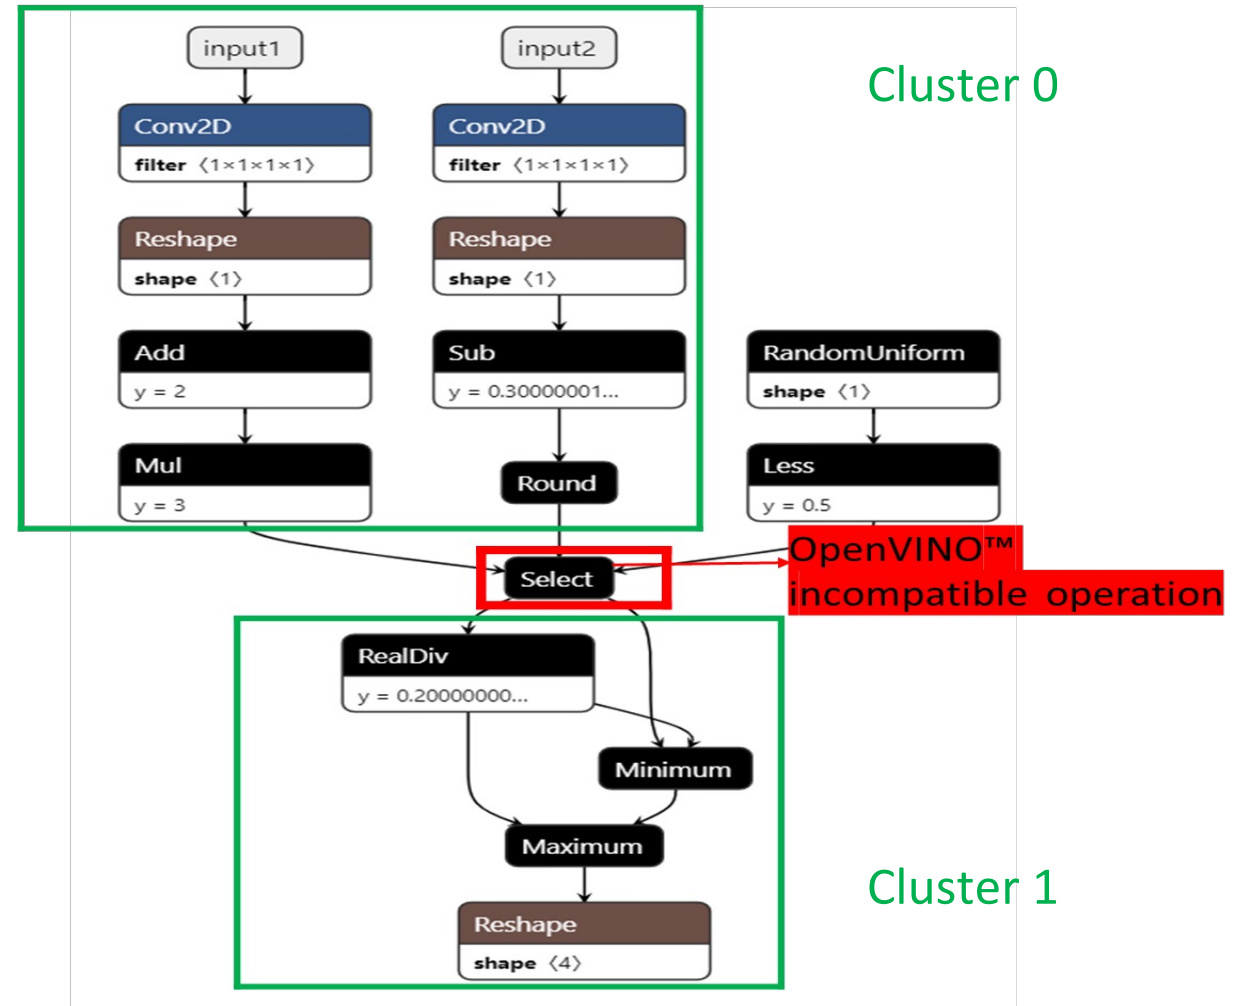 input1
input2
Cluster 0
Conv2D
filter 〈1×1×1×1〉
Conv2D
filter 〈1×1×1×1〉
Reshape
shape 〈1〉
Reshape
shape 〈1〉
Add
y = 2
Sub
y = 0.30000001...
RandomUniform
shape 〈1〉
Mul
y = 3
Round
Less
y = 0.5
Select
OpenVINO™
incompatible operation
RealDiv
y = 0.20000000...
Minimum
Maximum
Cluster 1
Reshape
shape 〈4〉